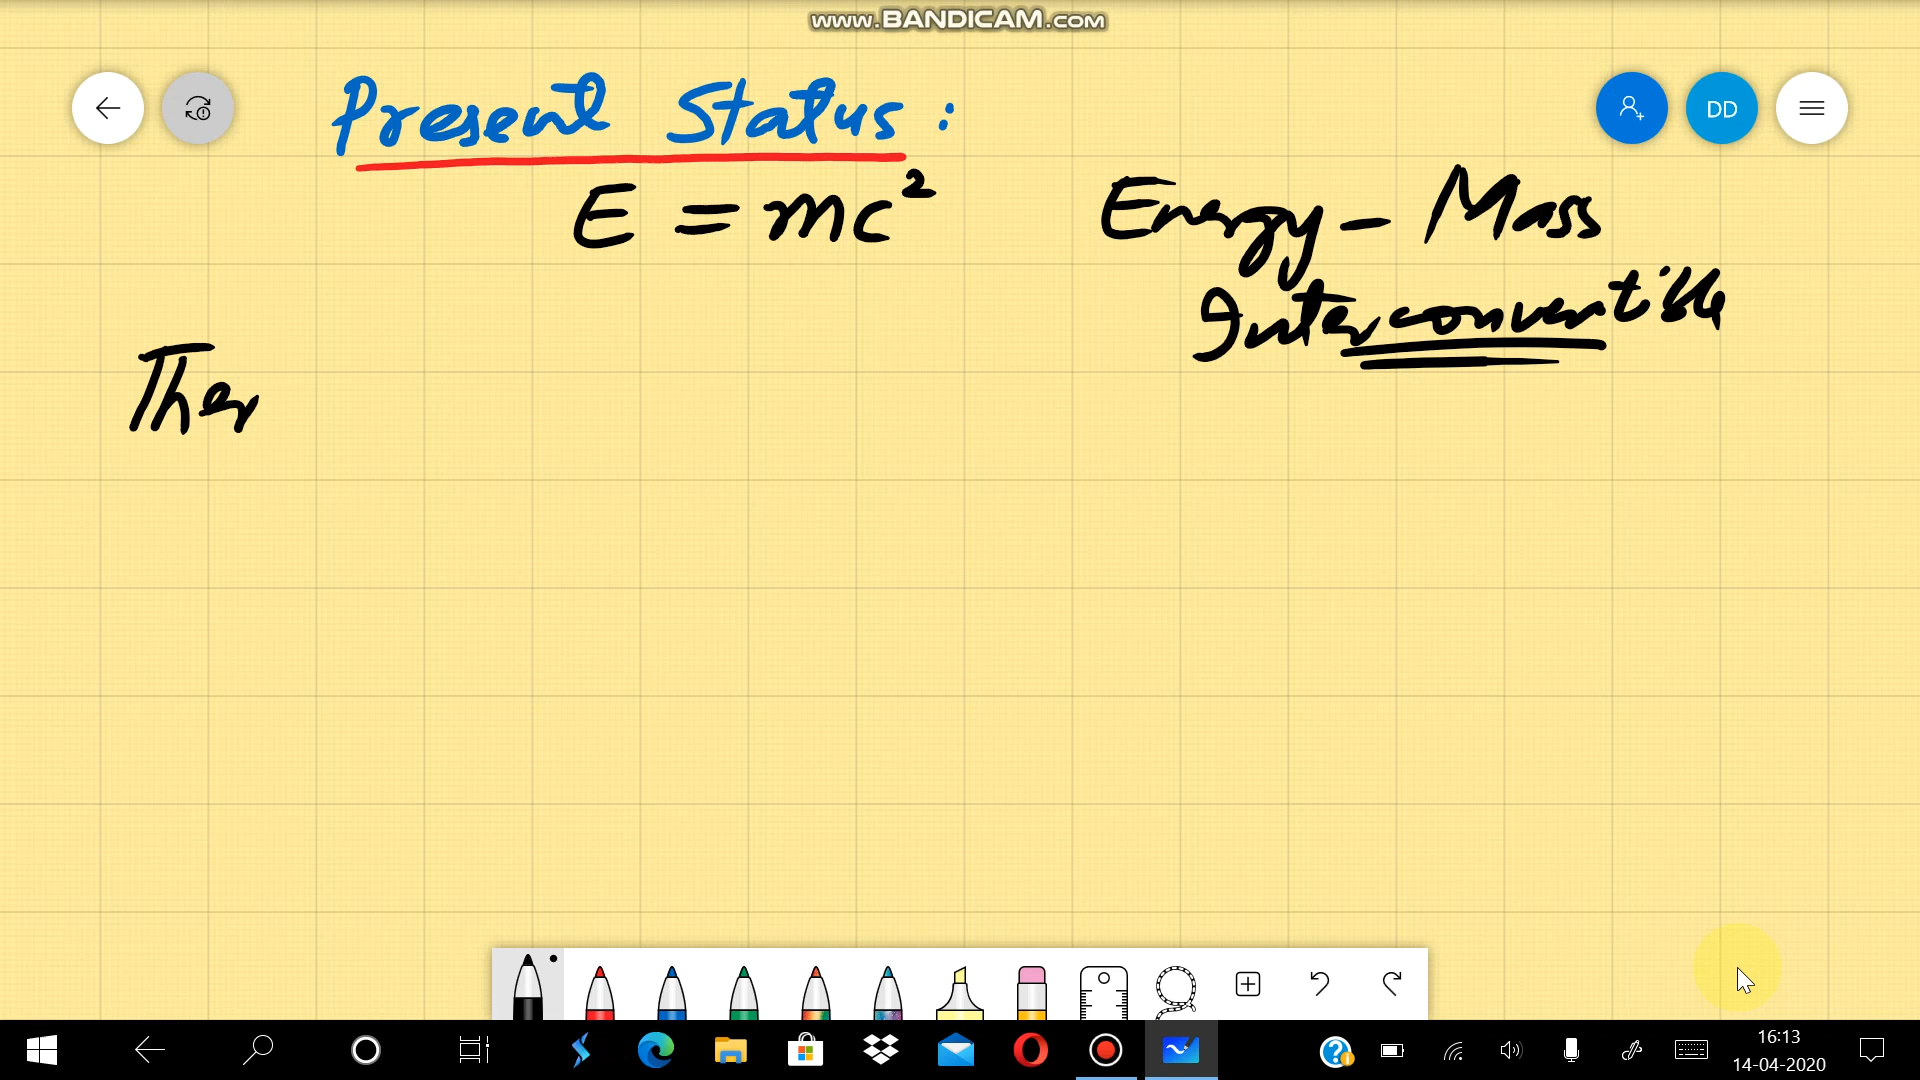 www.BANDICAM.com
Present Status :
DD
E = mc²
Energy - Mass
Interconvertible
Ther
16:13
14-04-2020